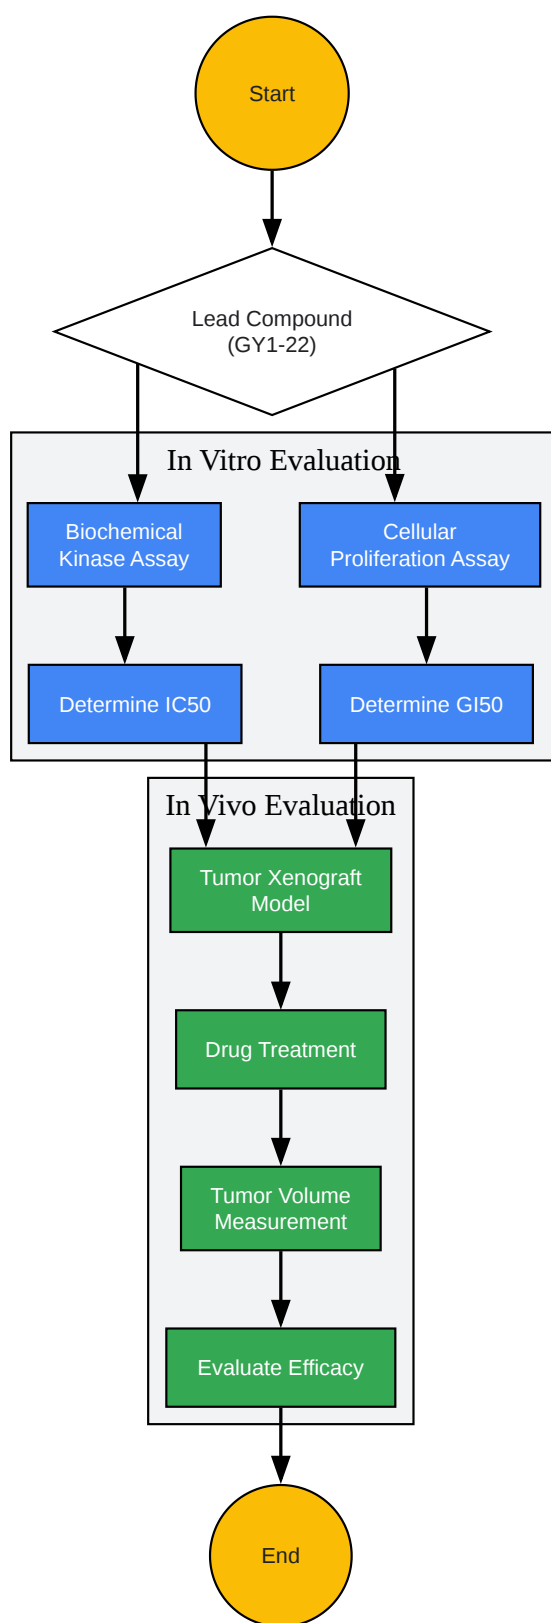 Start
Lead Compound
(GY1-22)
In Vitro Evaluation
Biochemical
Kinase Assay
Cellular
Proliferation Assay
Determine IC50
Determine GI50
In Vivo Evaluation
Tumor Xenograft
Model
Drug Treatment
Tumor Volume
Measurement
Evaluate Efficacy
End